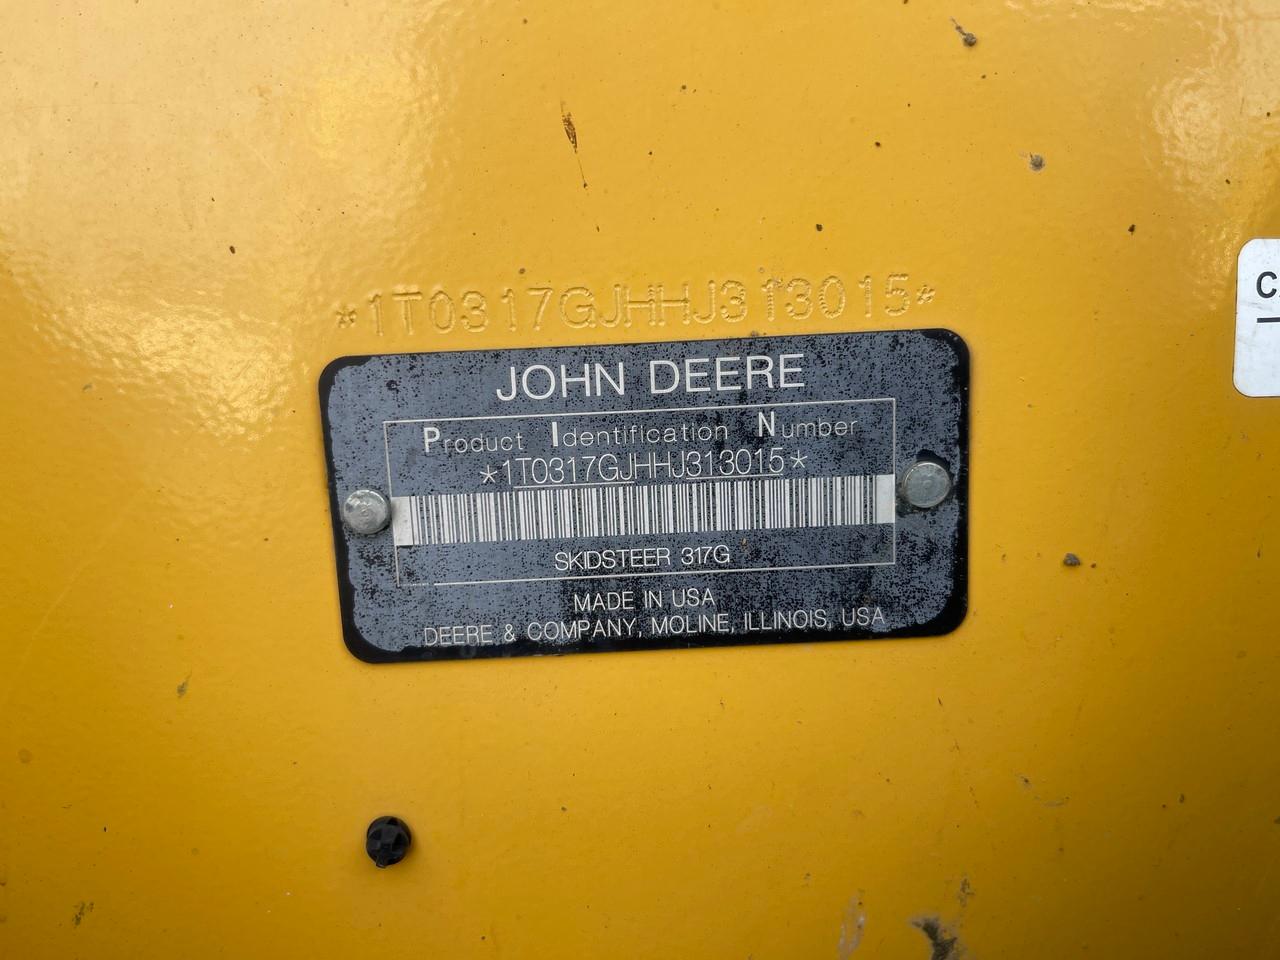 *1T0317GJHHJ313015*
JOHN DEERE
Product Identification Number
*1T0317GJHHJ313015*
SKIDSTEER 317G
MADE IN USA
DEERE & COMPANY, MOLINE, ILLINOIS, USA
C